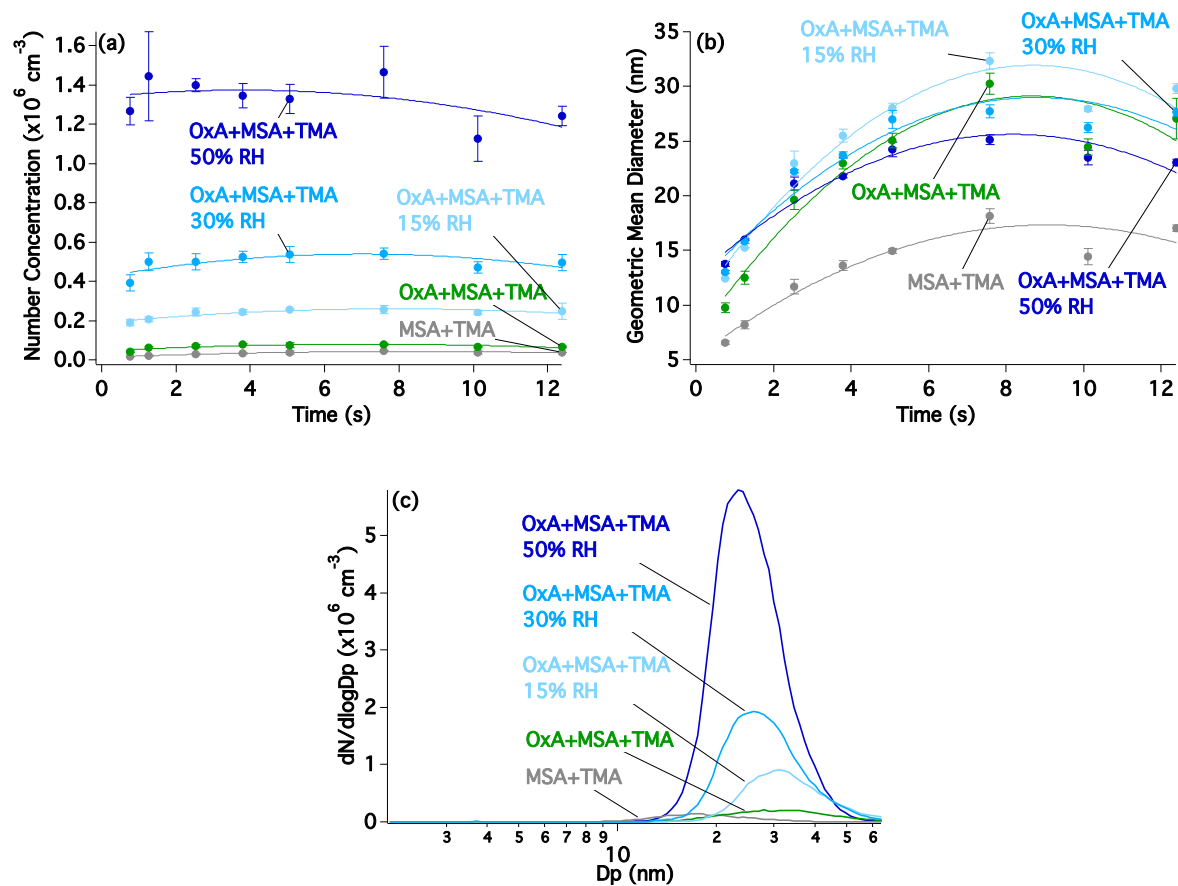 (a)
Number Concentration (x10⁶ cm⁻³)
1.6
1.4
1.2
1.0
0.8
0.6
0.4
0.2
0.0
OxA+MSA+TMA
50% RH
OxA+MSA+TMA
30% RH
OxA+MSA+TMA
15% RH
OxA+MSA+TMA
MSA+TMA
0 2 4 6 8 10 12
Time (s)
(b)
Geometric Mean Diameter (nm)
35
30
25
20
15
10
5
OxA+MSA+TMA
15% RH
OxA+MSA+TMA
30% RH
OxA+MSA+TMA
MSA+TMA
OxA+MSA+TMA
50% RH
0 2 4 6 8 10 12
Time (s)
(c)
dN/dlogDp (x10⁶ cm⁻³)
5
4
3
2
1
0
OxA+MSA+TMA
50% RH
OxA+MSA+TMA
30% RH
OxA+MSA+TMA
15% RH
OxA+MSA+TMA
MSA+TMA
3 4 5 6 7 8 9 2 3 4 5 6
10
Dp (nm)